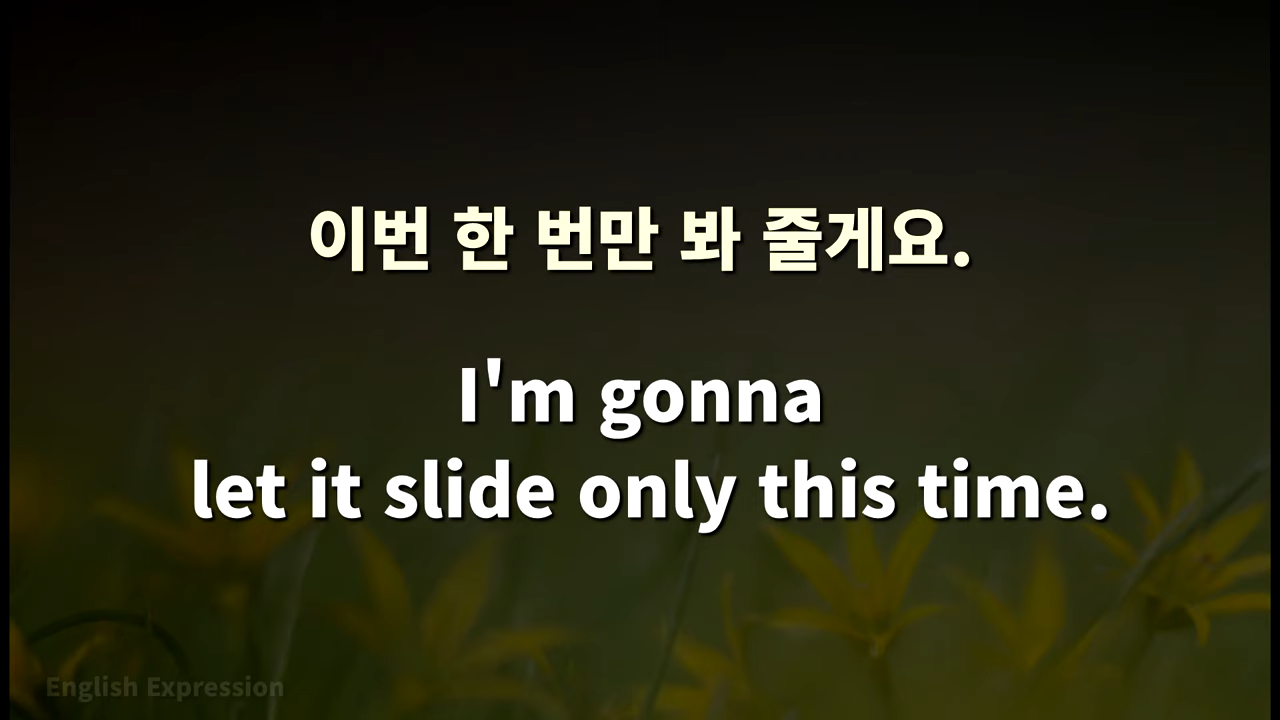 이번 한 번만 봐 줄게요.
I'm gonna
let it slide only this time.
English Expression